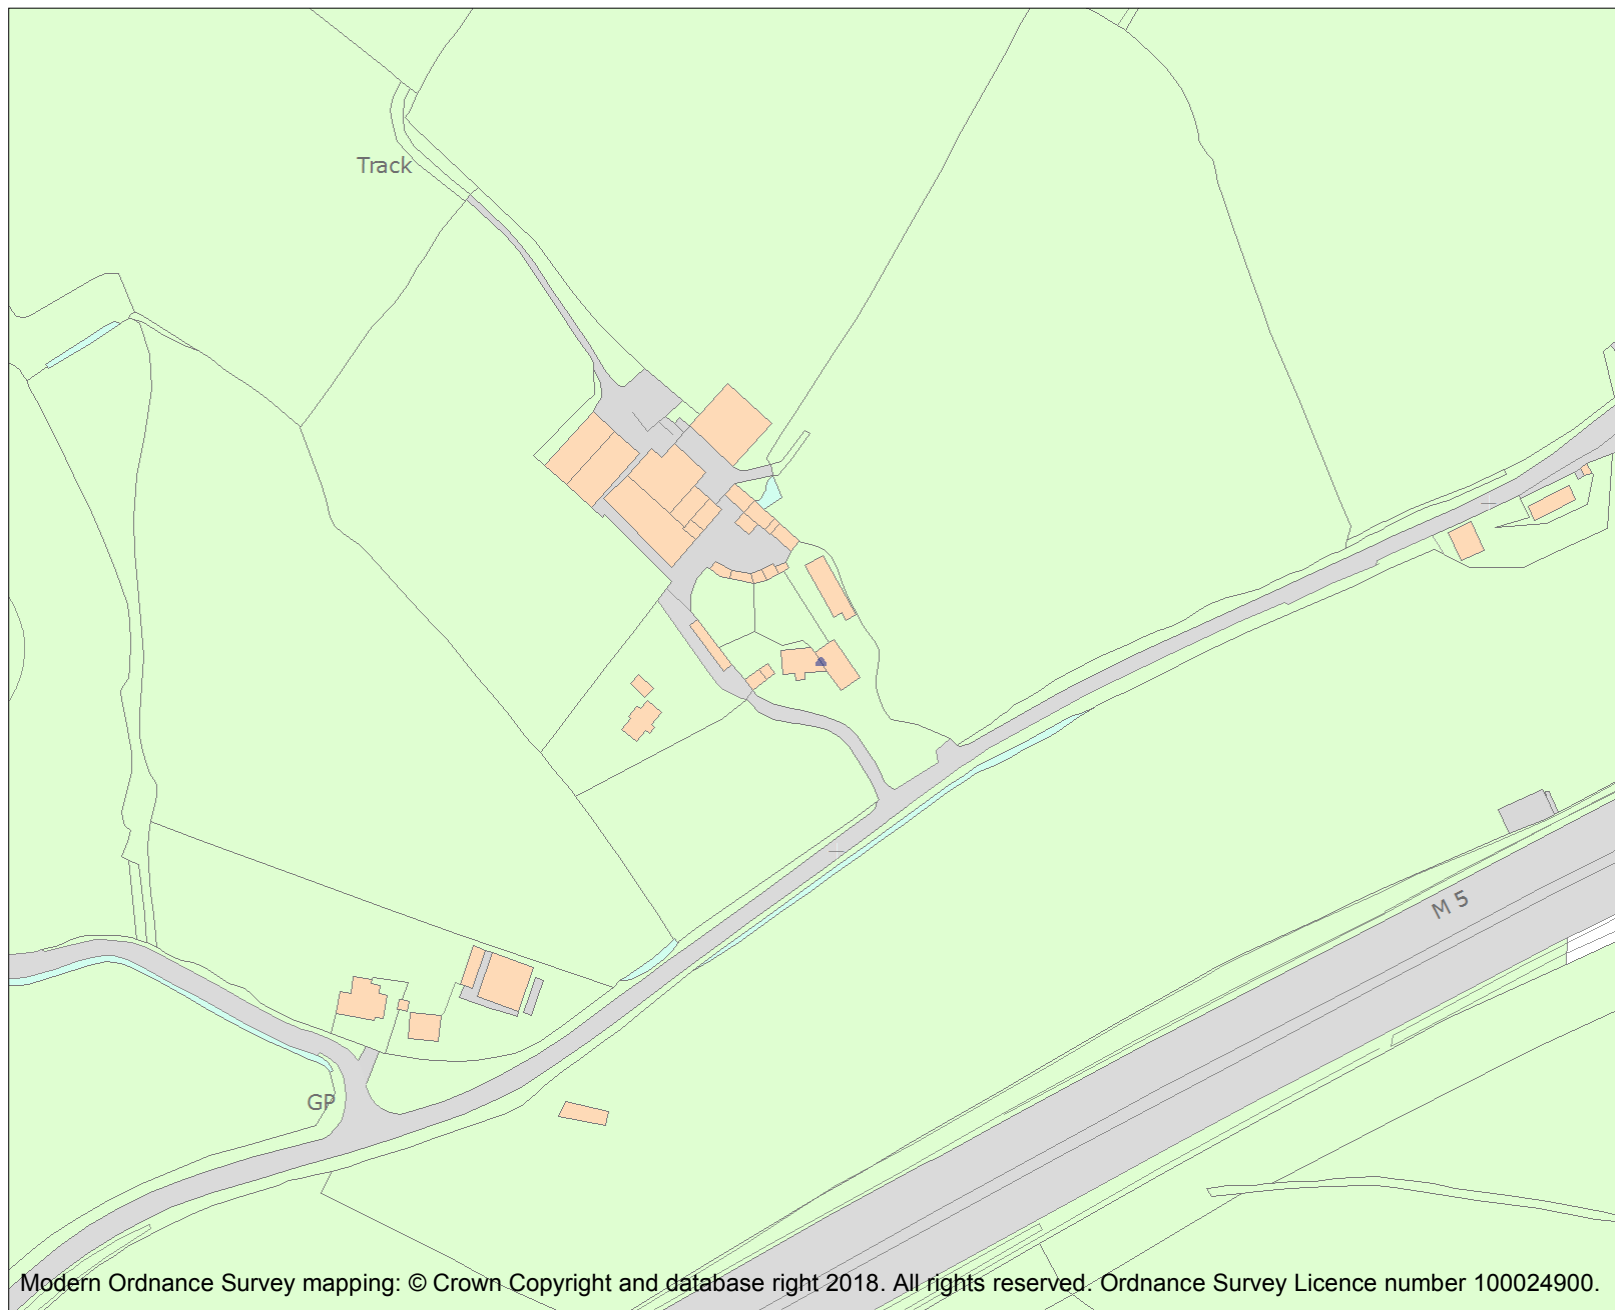 Track
M 5
GP
Modern Ordnance Survey mapping: © Crown Copyright and database right 2018. All rights reserved. Ordnance Survey Licence number 100024900.